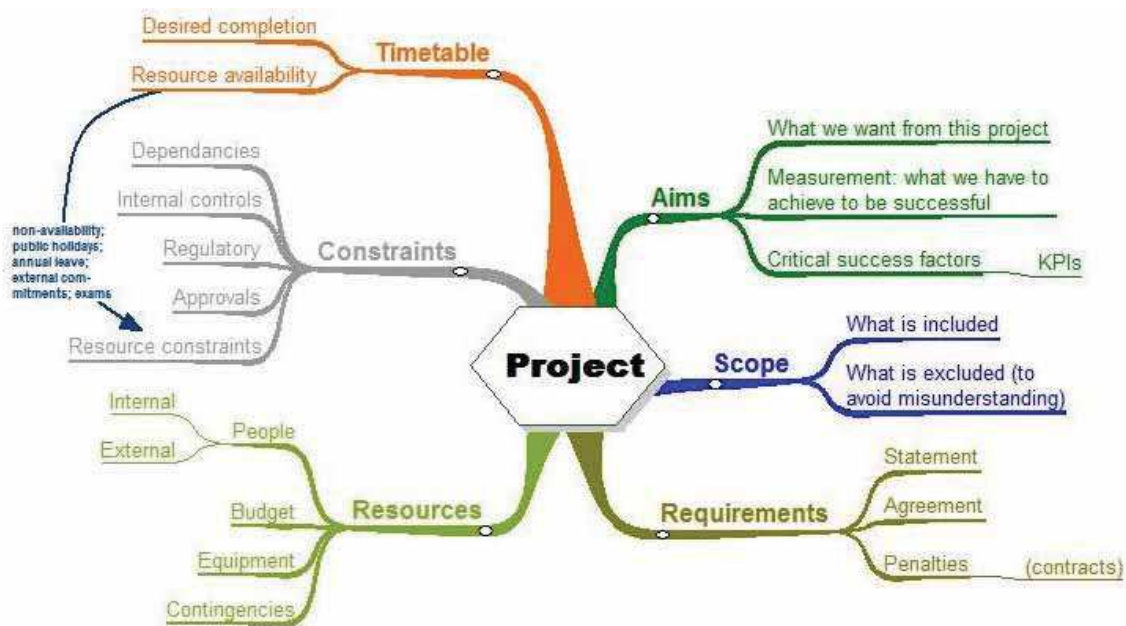 Desired completion
Timetable
Resource availability
Dependancies
Internal controls
non-availability;
public holidays;
annual leave;
external com-
mitments; exams
Regulatory
Constraints
Approvals
Resource constraints
What we want from this project
Aims
Measurement: what we have to
achieve to be successful
Critical success factors
KPIs
Project
What is included
Scope
What is excluded (to
avoid misunderstanding)
Internal
External
People
Budget
Resources
Equipment
Contingencies
Statement
Requirements
Agreement
Penalties
(contracts)